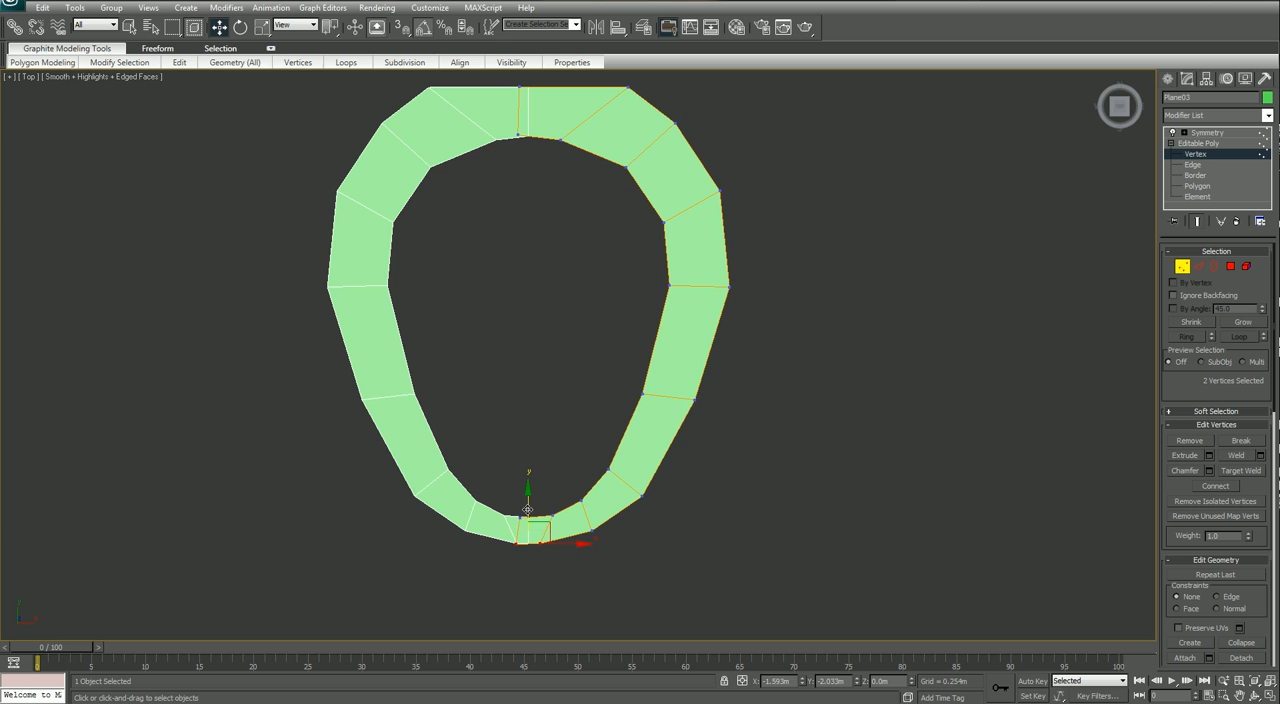 Edit Tools Group Views Create Modifiers Animation Graph Editors Rendering Customize MAXScript Help
All View Create Selection Se
Graphite Modeling Tools Freeform Selection
Polygon Modeling Modify Selection Edit Geometry (All) Vertices Loops Subdivision Align Visibility Properties
[ + ] [ Top ] [ Smooth + Highlights + Edged Faces ]
Plane03
Modifier List
Symmetry
Editable Poly
Vertex
Edge
Border
Polygon
Element
- Selection
By Vertex
Ignore Backfacing
By Angle: 45.0
Shrink Grow
Ring Loop
Preview Selection
Off SubObj Multi
2 Vertices Selected
+ Soft Selection
- Edit Vertices
Remove Break
Extrude Weld
Chamfer Target Weld
Connect
Remove Isolated Vertices
Remove Unused Map Verts
Weight: 1.0
- Edit Geometry
Repeat Last
Constraints
None Edge
Face Normal
Preserve UVs
Create Collapse
Attach Detach
y
x
< 0 / 100 >
0 5 10 15 20 25 30 35 40 45 50 55 60 65 70 75 80 85 90 95 100
1 Object Selected X: -1.593m Y: -2.033m Z: 0.0m Grid = 0.254m Auto Key Selected
Welcome to M Click or click-and-drag to select objects Add Time Tag Set Key Key Filters... 0